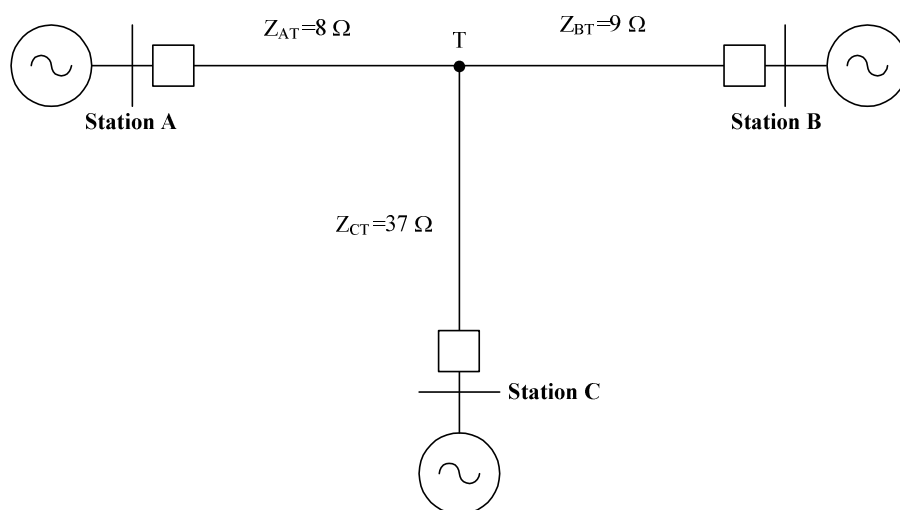 Z_AT=8 Ω
T
Z_BT=9 Ω
Station A
Station B
Z_CT=37 Ω
Station C